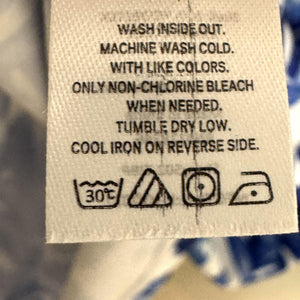 WASH INSIDE OUT.
MACHINE WASH COLD.
WITH LIKE COLORS.
ONLY NON-CHLORINE BLEACH
WHEN NEEDED.
TUMBLE DRY LOW.
COOL IRON ON REVERSE SIDE.
30℃